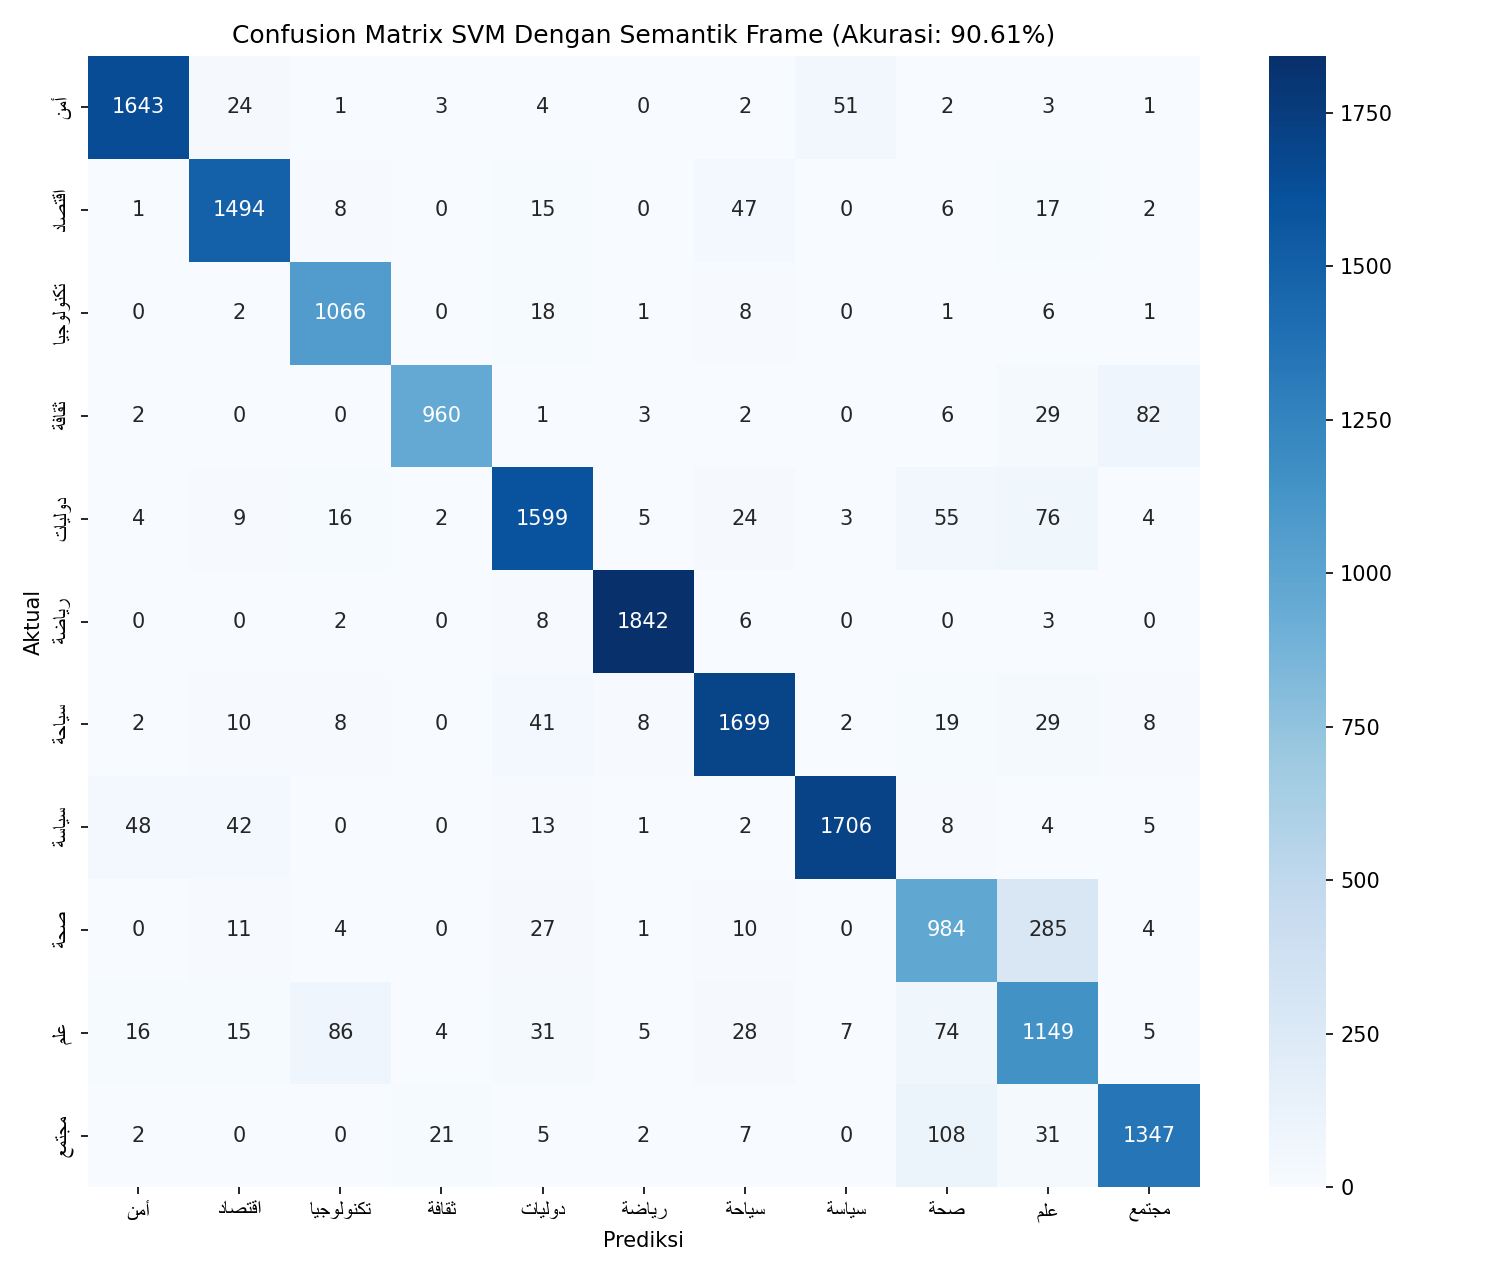 Confusion Matrix SVM Dengan Semantik Frame (Akurasi: 90.61%)
أمن 1643 24 1 3 4 0 2 51 2 3 1
اقتصاد 1 1494 8 0 15 0 47 0 6 17 2
تكنولوجيا 0 2 1066 0 18 1 8 0 1 6 1
ثقافة 2 0 0 960 1 3 2 0 6 29 82
دوليات 4 9 16 2 1599 5 24 3 55 76 4
رياضة 0 0 2 0 8 1842 6 0 0 3 0
سياحة 2 10 8 0 41 8 1699 2 19 29 8
سياسة 48 42 0 0 13 1 2 1706 8 4 5
صحة 0 11 4 0 27 1 10 0 984 285 4
علم 16 15 86 4 31 5 28 7 74 1149 5
مجتمع 2 0 0 21 5 2 7 0 108 31 1347
أمن اقتصاد تكنولوجيا ثقافة دوليات رياضة سياحة سياسة صحة علم مجتمع
Prediksi
Aktual
1750
1500
1250
1000
750
500
250
0